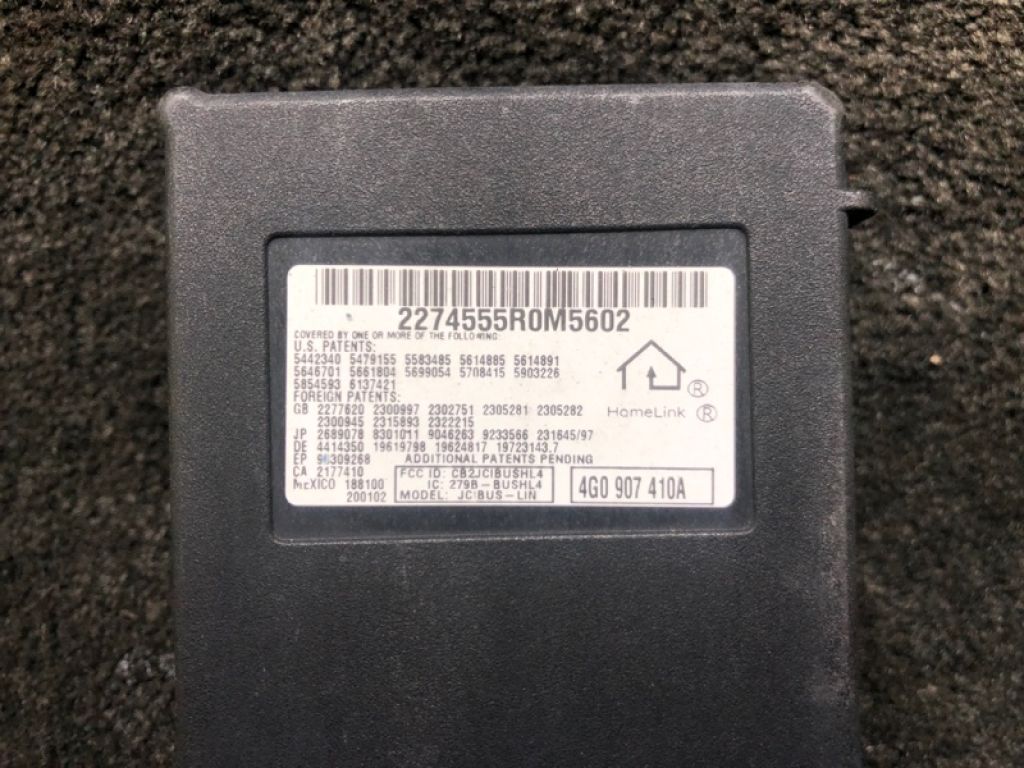 2274555R0M5602
COVERED BY ONE OR MORE OF THE FOLLOWING:
U.S. PATENTS:
5442340 5479155 5583485 5614885 5614891
5646701 5661804 5699054 5708415 5903226
5854593 6137421
FOREIGN PATENTS:
GB 2277620 2300997 2302751 2305281 2305282
2300945 2315893 2322215
JP 2689078 8301011 9046263 9233566 231645/97
DE 4414350 19619798 19624817 19723143.7
EP ADDITIONAL PATENTS PENDING
CA 2177410
MEXICO 188100
200102
FCC ID: CB2JCIBUSHL4
IC: 279B-BUSHL4
MODEL: JCIBUS-LIN
4G0 907 410A
HomeLink ®
®